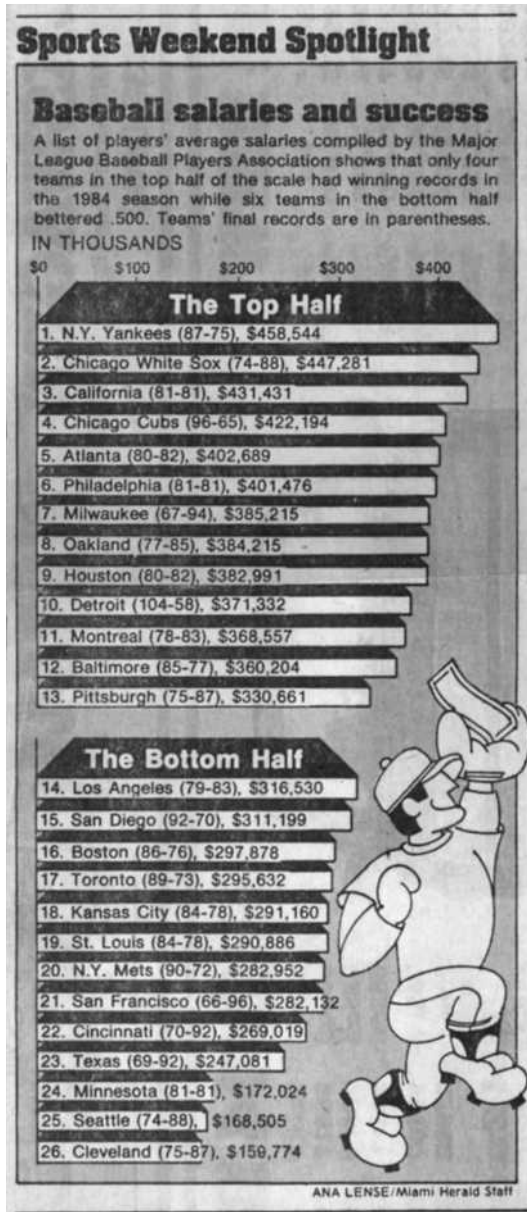 Sports Weekend Spotlight
Baseball salaries and success
A list of players' average salaries compiled by the Major
League Baseball Players Association shows that only four
teams in the top half of the scale had winning records in
the 1984 season while six teams in the bottom half
bettered .500. Teams' final records are in parentheses.
IN THOUSANDS
$0 $100 $200 $300 $400
The Top Half
1. N.Y. Yankees (87-75), $458,544
2. Chicago White Sox (74-88), $447,281
3. California (81-81), $431,431
4. Chicago Cubs (96-65), $422,194
5. Atlanta (80-82), $402,689
6. Philadelphia (81-81), $401,476
7. Milwaukee (67-94), $385,215
8. Oakland (77-85), $384,215
9. Houston (80-82), $382,991
10. Detroit (104-58), $371,332
11. Montreal (78-83), $368,557
12. Baltimore (85-77), $360,204
13. Pittsburgh (75-87), $330,661
The Bottom Half
14. Los Angeles (79-83), $316,530
15. San Diego (92-70), $311,199
16. Boston (86-76), $297,878
17. Toronto (89-73), $295,632
18. Kansas City (84-78), $291,160
19. St. Louis (84-78), $290,886
20. N.Y. Mets (90-72), $282,952
21. San Francisco (66-96), $282,132
22. Cincinnati (70-92), $269,019
23. Texas (69-92), $247,081
24. Minnesota (81-81), $172,024
25. Seattle (74-88), $168,505
26. Cleveland (75-87), $159,774
ANA LENSE/Miami Herald Staff